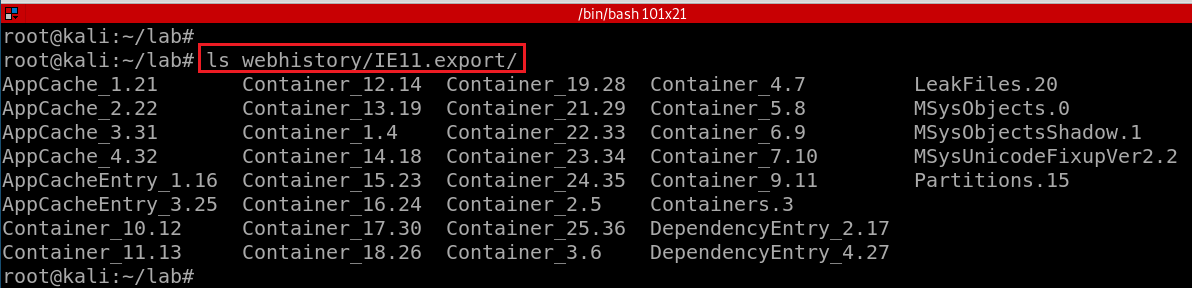 /bin/bash 101x21
root@kali:~/lab#
root@kali:~/lab# ls webhistory/IE11.export/
AppCache_1.21 Container_12.14 Container_19.28 Container_4.7 LeakFiles.20
AppCache_2.22 Container_13.19 Container_21.29 Container_5.8 MSysObjects.0
AppCache_3.31 Container_1.4 Container_22.33 Container_6.9 MSysObjectsShadow.1
AppCache_4.32 Container_14.18 Container_23.34 Container_7.10 MSysUnicodeFixupVer2.2
AppCacheEntry_1.16 Container_15.23 Container_24.35 Container_9.11 Partitions.15
AppCacheEntry_3.25 Container_16.24 Container_2.5 Containers.3
Container_10.12 Container_17.30 Container_25.36 DependencyEntry_2.17
Container_11.13 Container_18.26 Container_3.6 DependencyEntry_4.27
root@kali:~/lab#